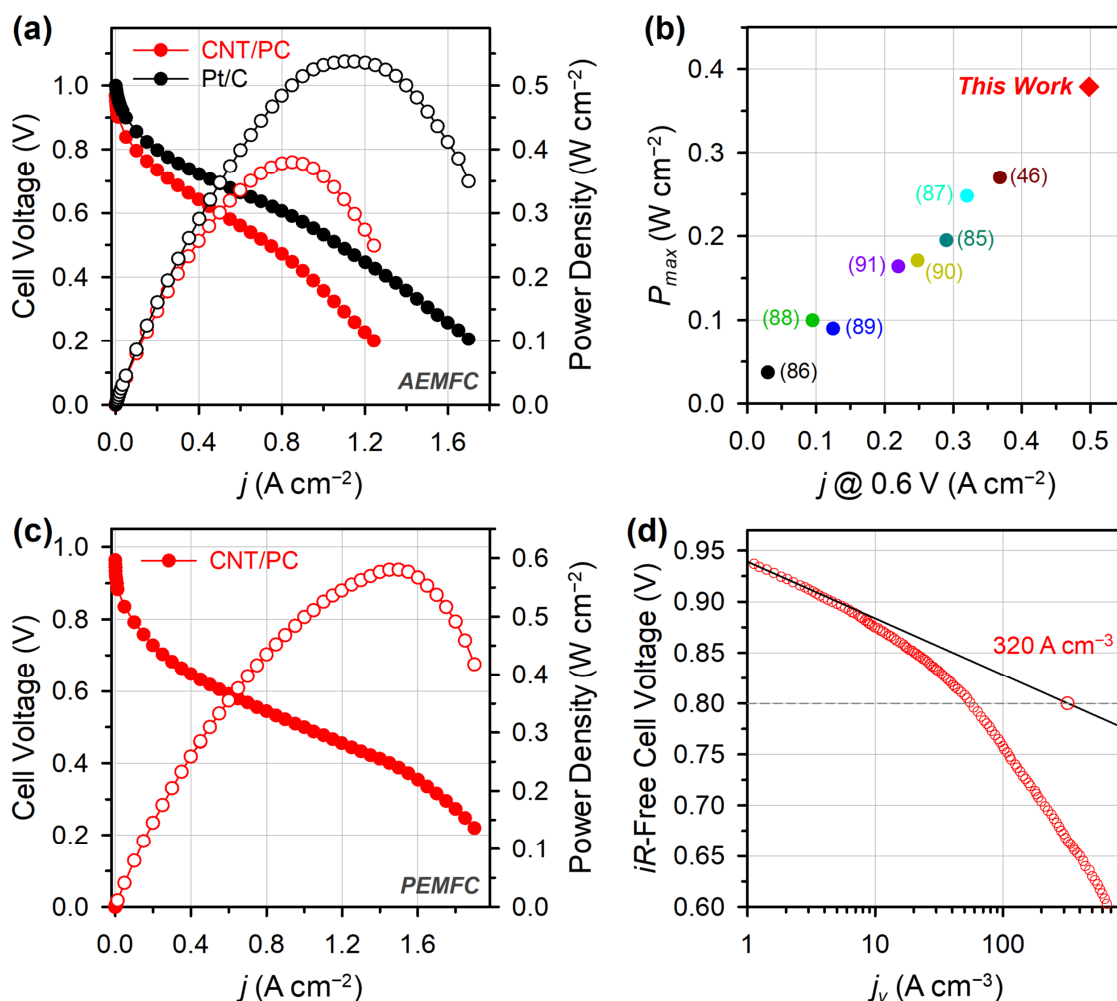 (a)
CNT/PC
Pt/C
1.0
0.8
0.6
0.4
0.2
0.0
Cell Voltage (V)
0.5
0.4
0.3
0.2
0.1
0.0
Power Density (W cm⁻²)
AEMFC
0.0 0.4 0.8 1.2 1.6
j (A cm⁻²)
(b)
0.4
0.3
0.2
0.1
0.0
Pmax (W cm⁻²)
This Work
(46)
(87)
(85)
(91)
(90)
(88)
(89)
(86)
0.0 0.1 0.2 0.3 0.4 0.5
j @ 0.6 V (A cm⁻²)
(c)
CNT/PC
1.0
0.8
0.6
0.4
0.2
0.0
Cell Voltage (V)
0.6
0.5
0.4
0.3
0.2
0.1
0.0
Power Density (W cm⁻²)
PEMFC
0.0 0.4 0.8 1.2 1.6
j (A cm⁻²)
(d)
0.95
0.90
0.85
0.80
0.75
0.70
0.65
0.60
iR-Free Cell Voltage (V)
320 A cm⁻³
1 10 100
jv (A cm⁻³)